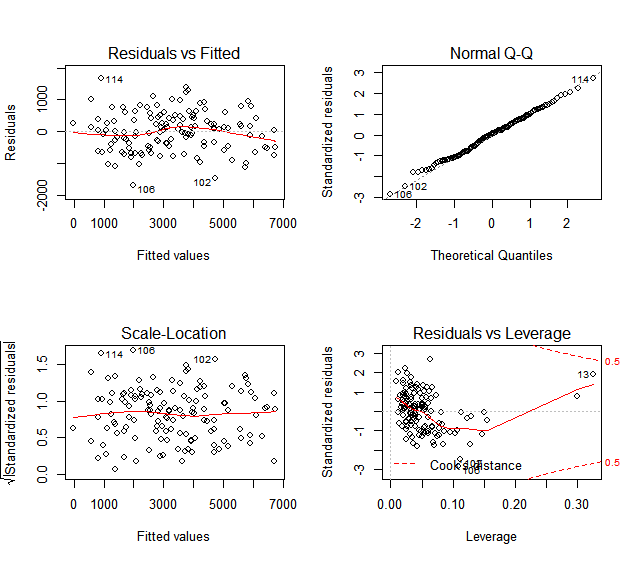 Residuals vs Fitted
Residuals
1000
0
-2000
114
106
102
0 1000 3000 5000 7000
Fitted values
Normal Q-Q
Standardized residuals
3
2
1
0
-1
-3
114
102
106
-2 -1 0 1 2
Theoretical Quantiles
Scale-Location
√|Standardized residuals|
1.5
1.0
0.5
0.0
114
106
102
0 1000 3000 5000 7000
Fitted values
Residuals vs Leverage
Standardized residuals
3
2
1
0
-1
-3
13
0.5
0.5
Cook's distance
106
0.00 0.10 0.20 0.30
Leverage